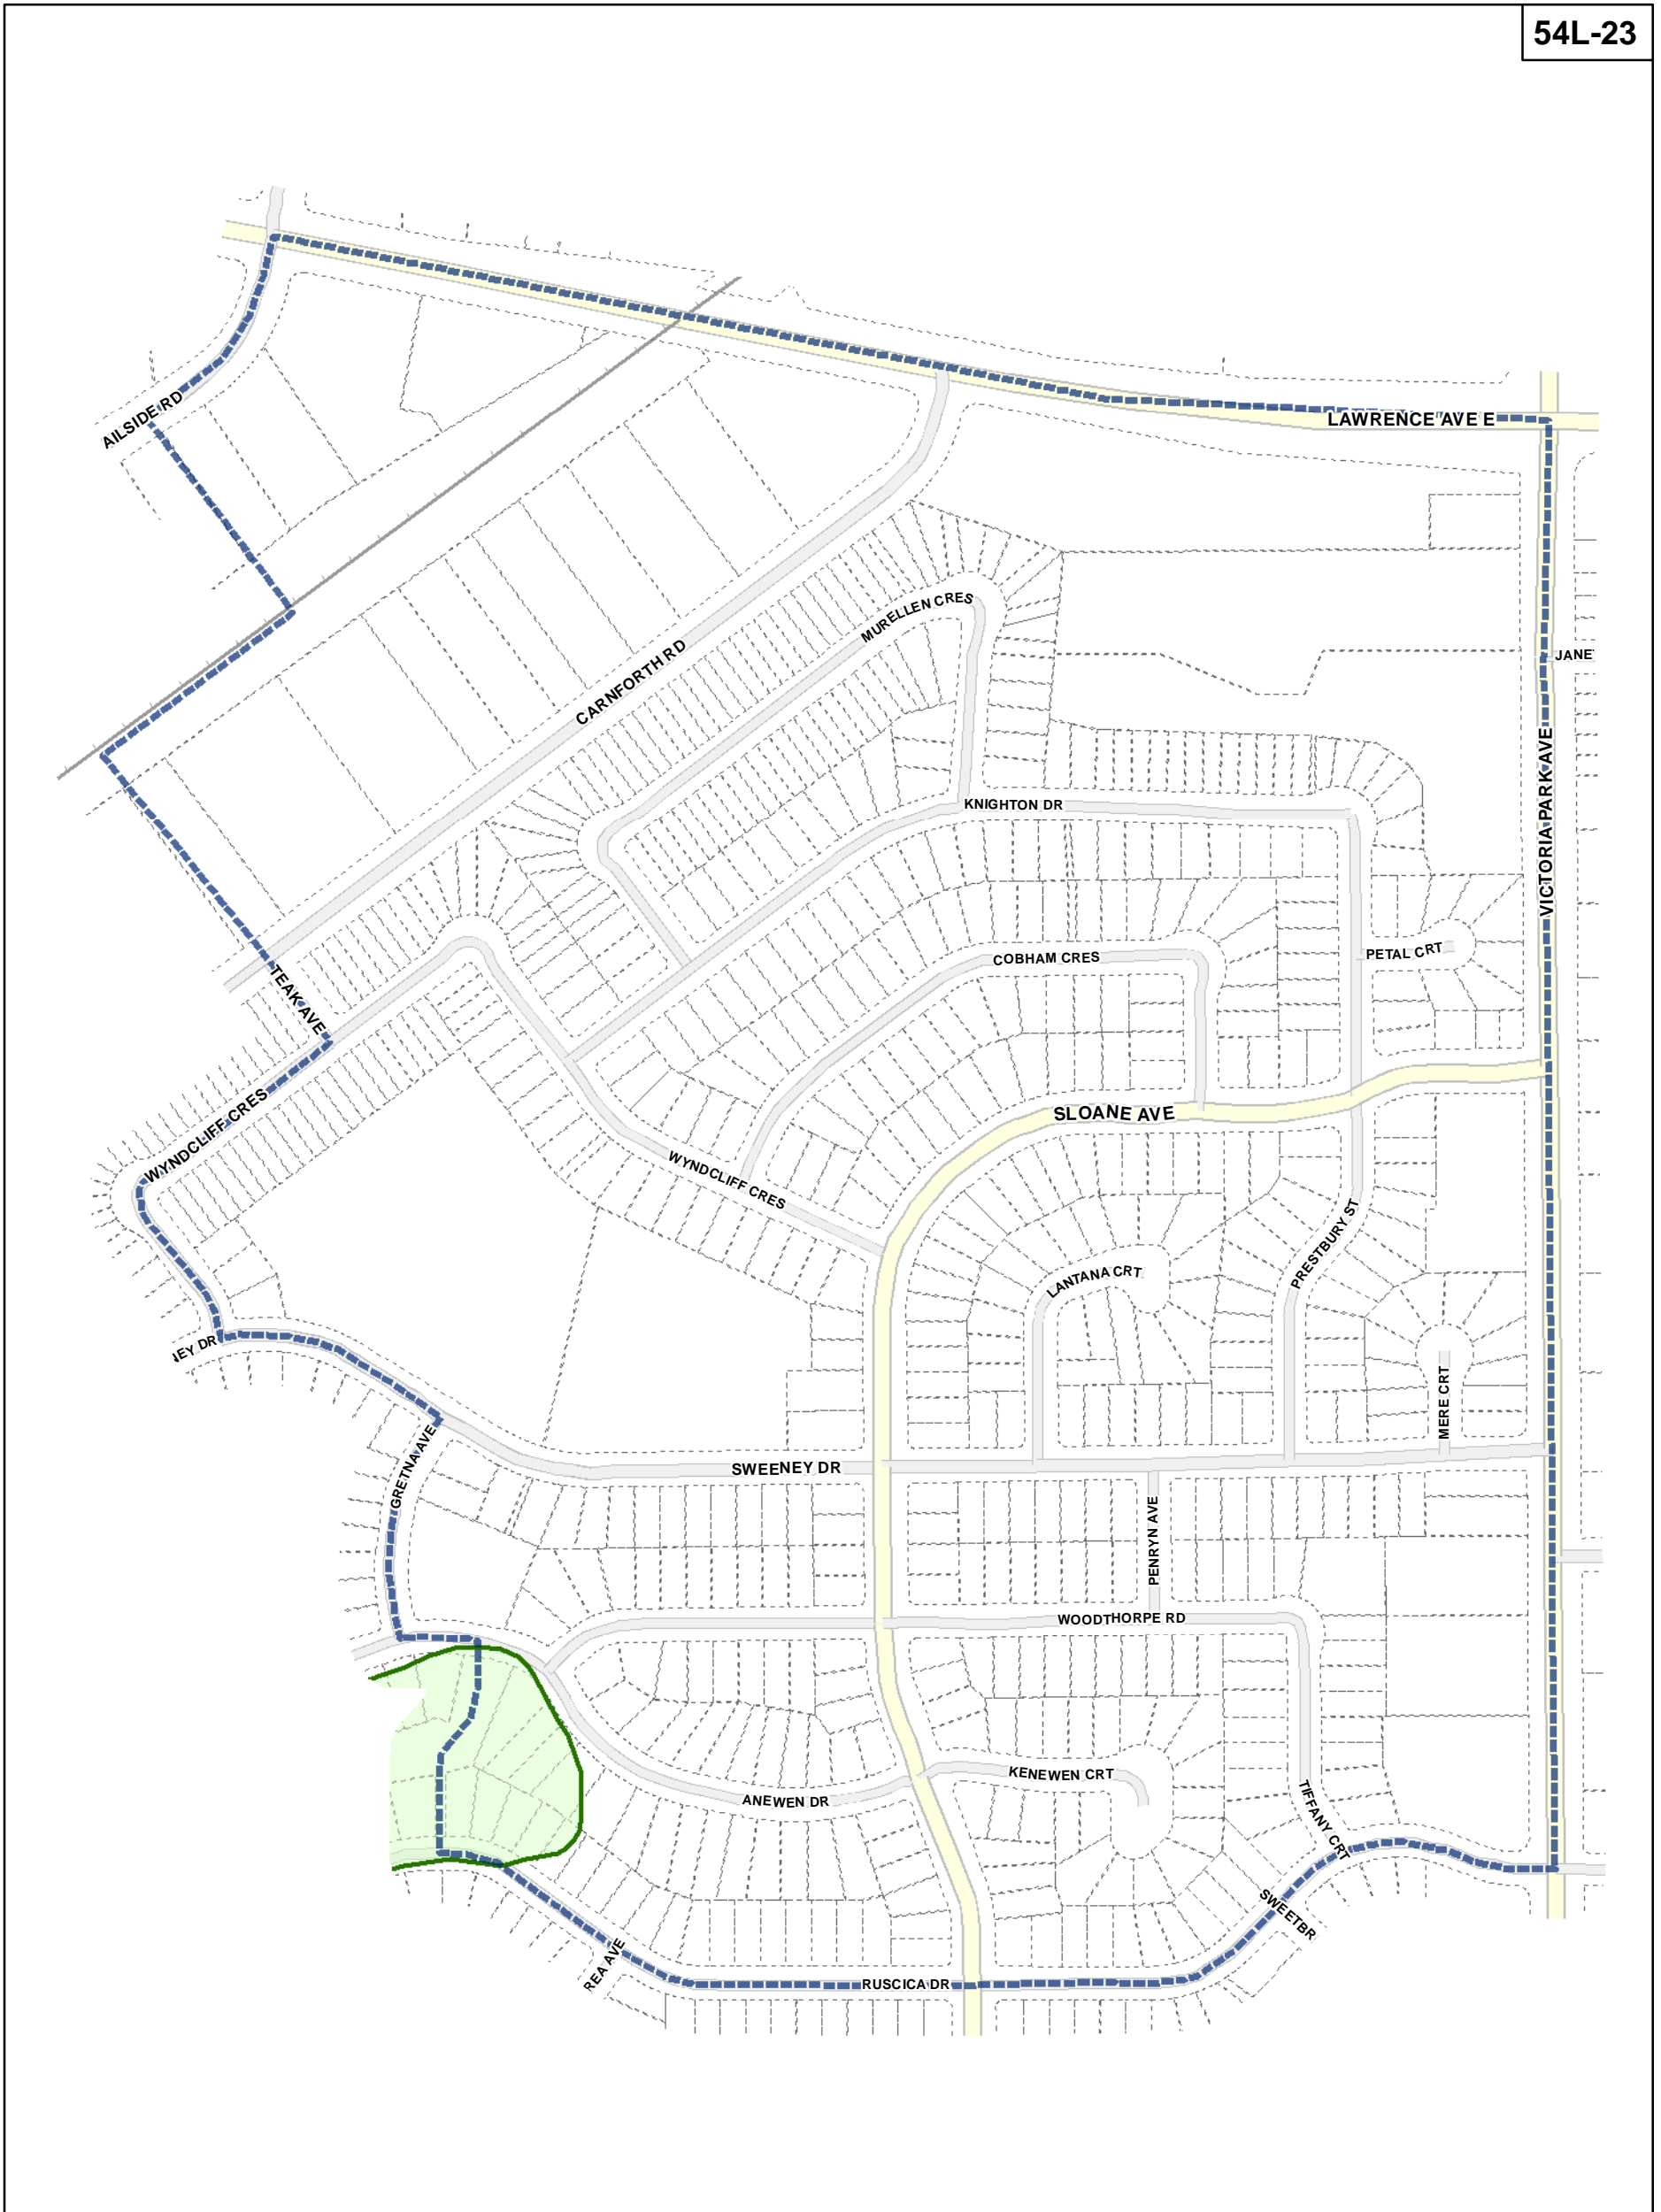 54L-23
AILSIDE RD
LAWRENCE AVE E
MURELLEN CRES
CARNFORTH RD
JANE
VICTORIA PARK AVE
KNIGHTON DR
PETAL CRT
COBHAM CRES
TEAK AVE
SLOANE AVE
WYNDCLIFF CRES
WYNDCLIFF CRES
PRESTBURY ST
LANTANA CRT
NEY DR
MERE CRT
GRETNA AVE
SWEENEY DR
PENRYN AVE
WOODTHORPE RD
KENEWEN CRT
ANEWEN DR
TIFFANY CRT
SWEETBR
REA AVE
RUSCICA DR